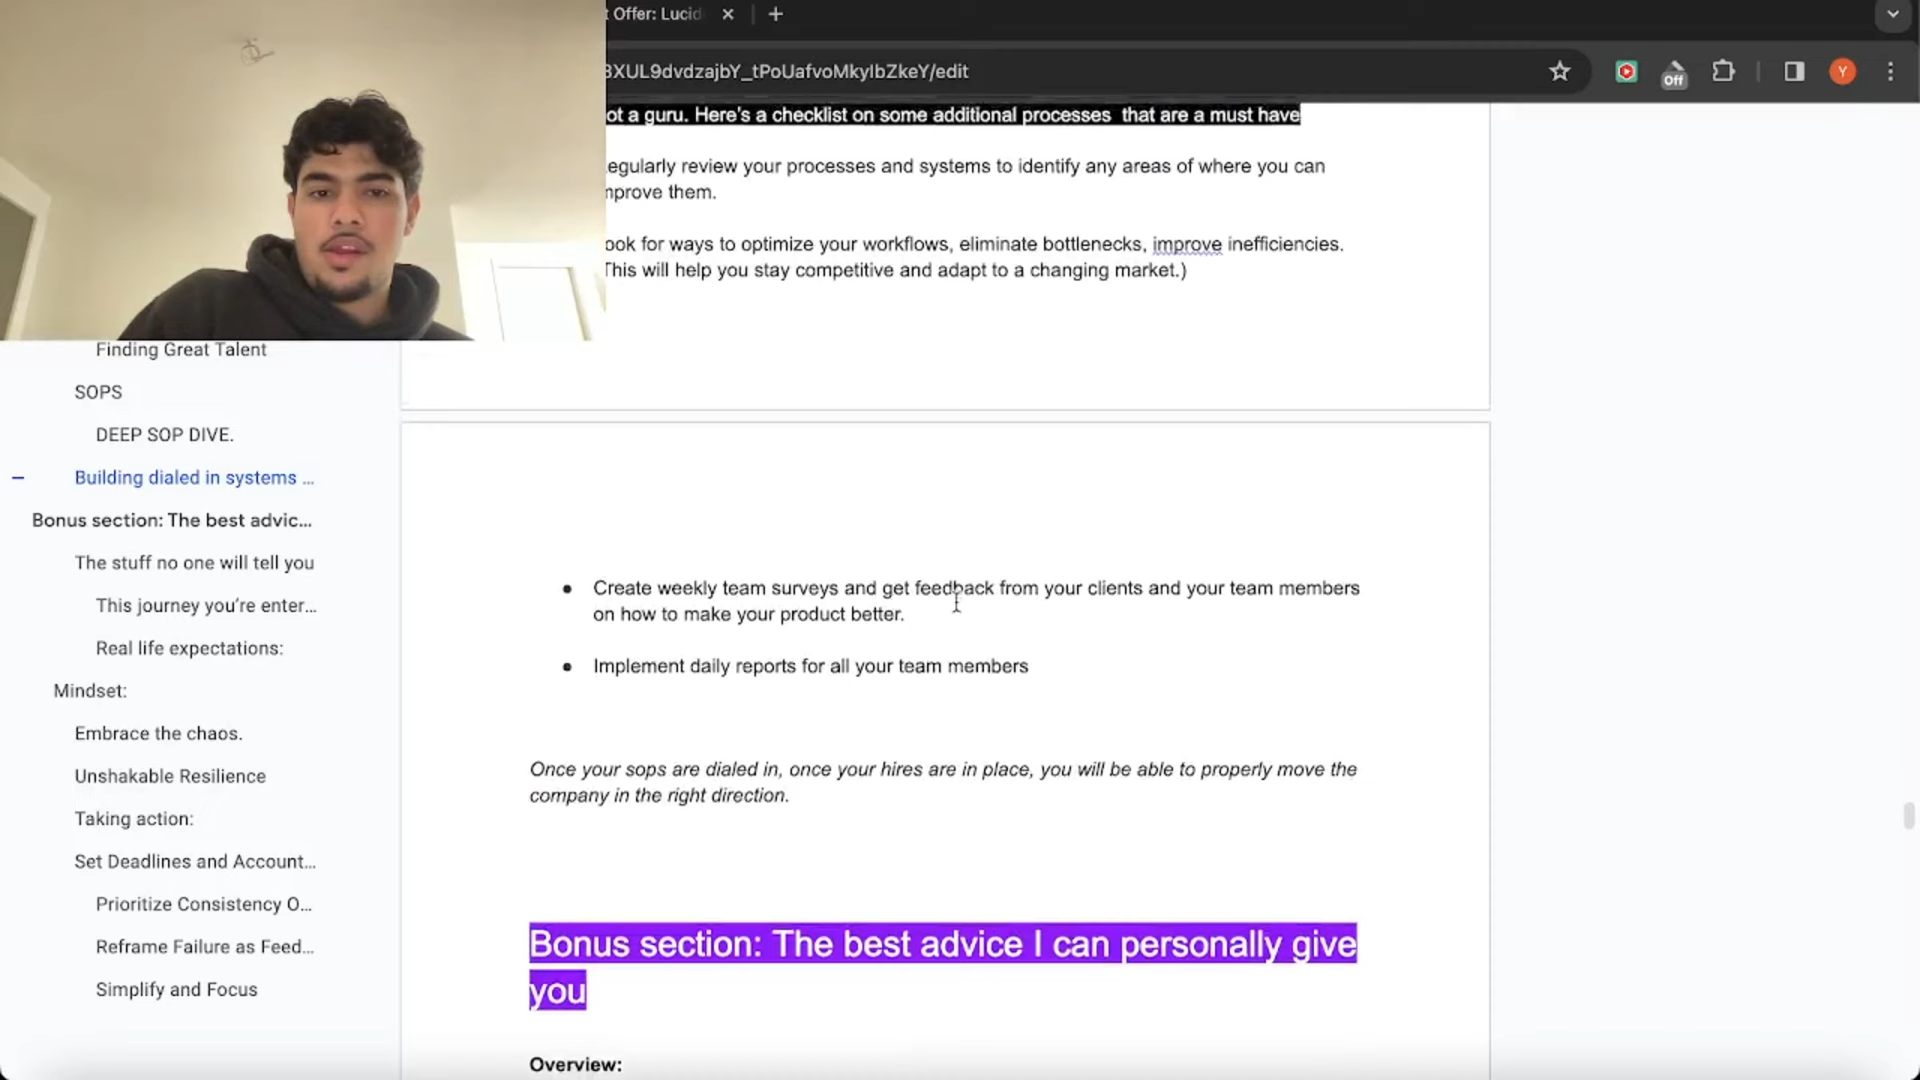 t Offer: Lucid
3XUL9dvdzajbY_tPoUafvoMkyIbZkeY/edit
Off
Y
ot a guru. Here's a checklist on some additional processes that are a must have
egularly review your processes and systems to identify any areas of where you can
mprove them.
ook for ways to optimize your workflows, eliminate bottlenecks, improve inefficiencies.
This will help you stay competitive and adapt to a changing market.)
Finding Great Talent
SOPS
DEEP SOP DIVE.
Building dialed in systems ...
Bonus section: The best advic...
The stuff no one will tell you
This journey you're enter...
Real life expectations:
Mindset:
Embrace the chaos.
Unshakable Resilience
Taking action:
Set Deadlines and Account...
Prioritize Consistency O...
Reframe Failure as Feed...
Simplify and Focus
Create weekly team surveys and get feedback from your clients and your team members
on how to make your product better.
Implement daily reports for all your team members
Once your sops are dialed in, once your hires are in place, you will be able to properly move the
company in the right direction.
Bonus section: The best advice I can personally give
you
Overview: